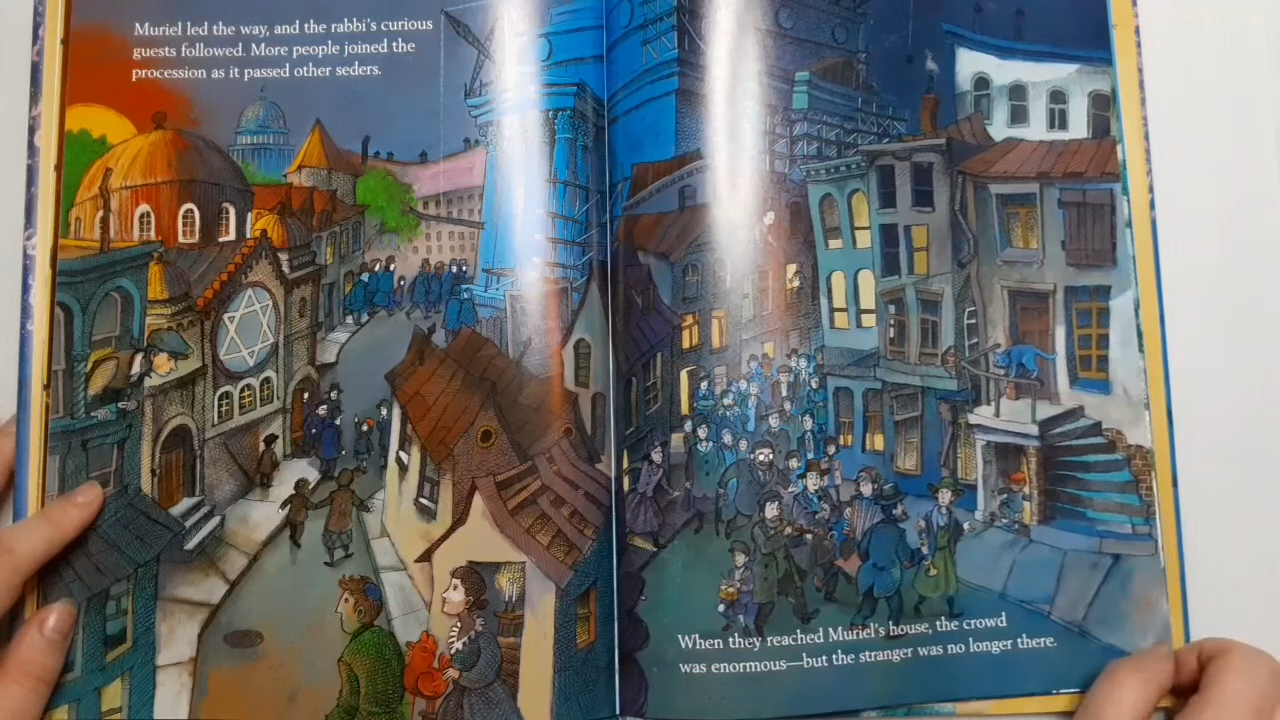 Muriel led the way, and the rabbi's curious
guests followed. More people joined the
procession as it passed other seders.
When they reached Muriel's house, the crowd
was enormous—but the stranger was no longer there.